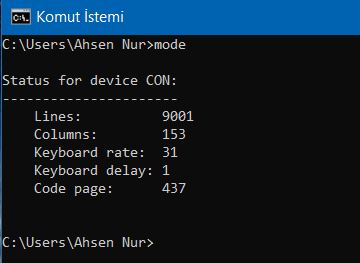 Komut İstemi
C:\Users\Ahsen Nur>mode
Status for device CON:
----------------------
    Lines:          9001
    Columns:        153
    Keyboard rate:  31
    Keyboard delay: 1
    Code page:      437
C:\Users\Ahsen Nur>